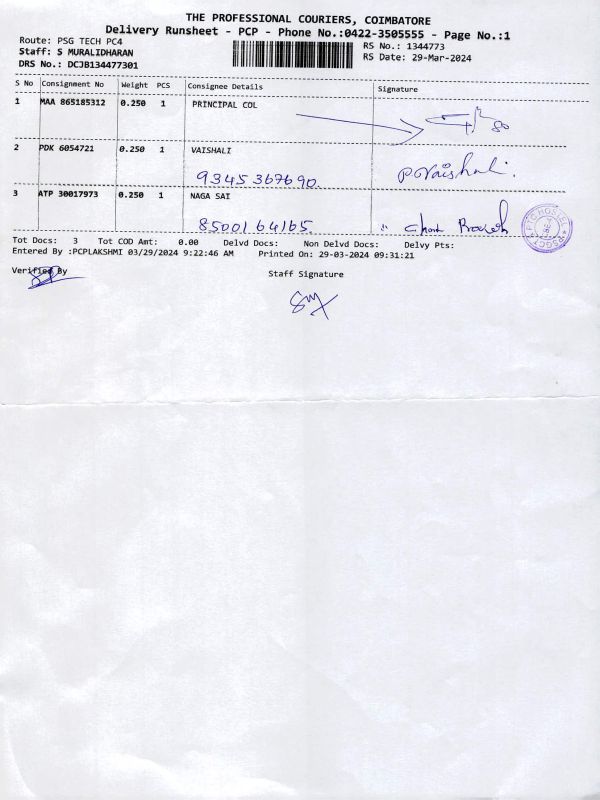 THE PROFESSIONAL COURIERS, COIMBATORE
Delivery Runsheet - PCP - Phone No.:0422-3505555 - Page No.:1
Route: PSG TECH PC4
RS No.: 1344773
Staff: S MURALIDHARAN
RS Date: 29-Mar-2024
DRS No.: DCJB134477301
S No Consignment No Weight PCS Consignee Details Signature
1 MAA 865185312 0.250 1 PRINCIPAL COL
2 PDK 6054721 0.250 1 VAISHALI
9345367690. P.Vaishali.
3 ATP 30017973 0.250 1 NAGA SAI
8500164165.
Tot Docs: 3 Tot COD Amt: 0.00 Delvd Docs: Non Delvd Docs: Delvy Pts:
Entered By :PCPLAKSHMI 03/29/2024 9:22:46 AM Printed On: 29-03-2024 09:31:21
Verified By Staff Signature